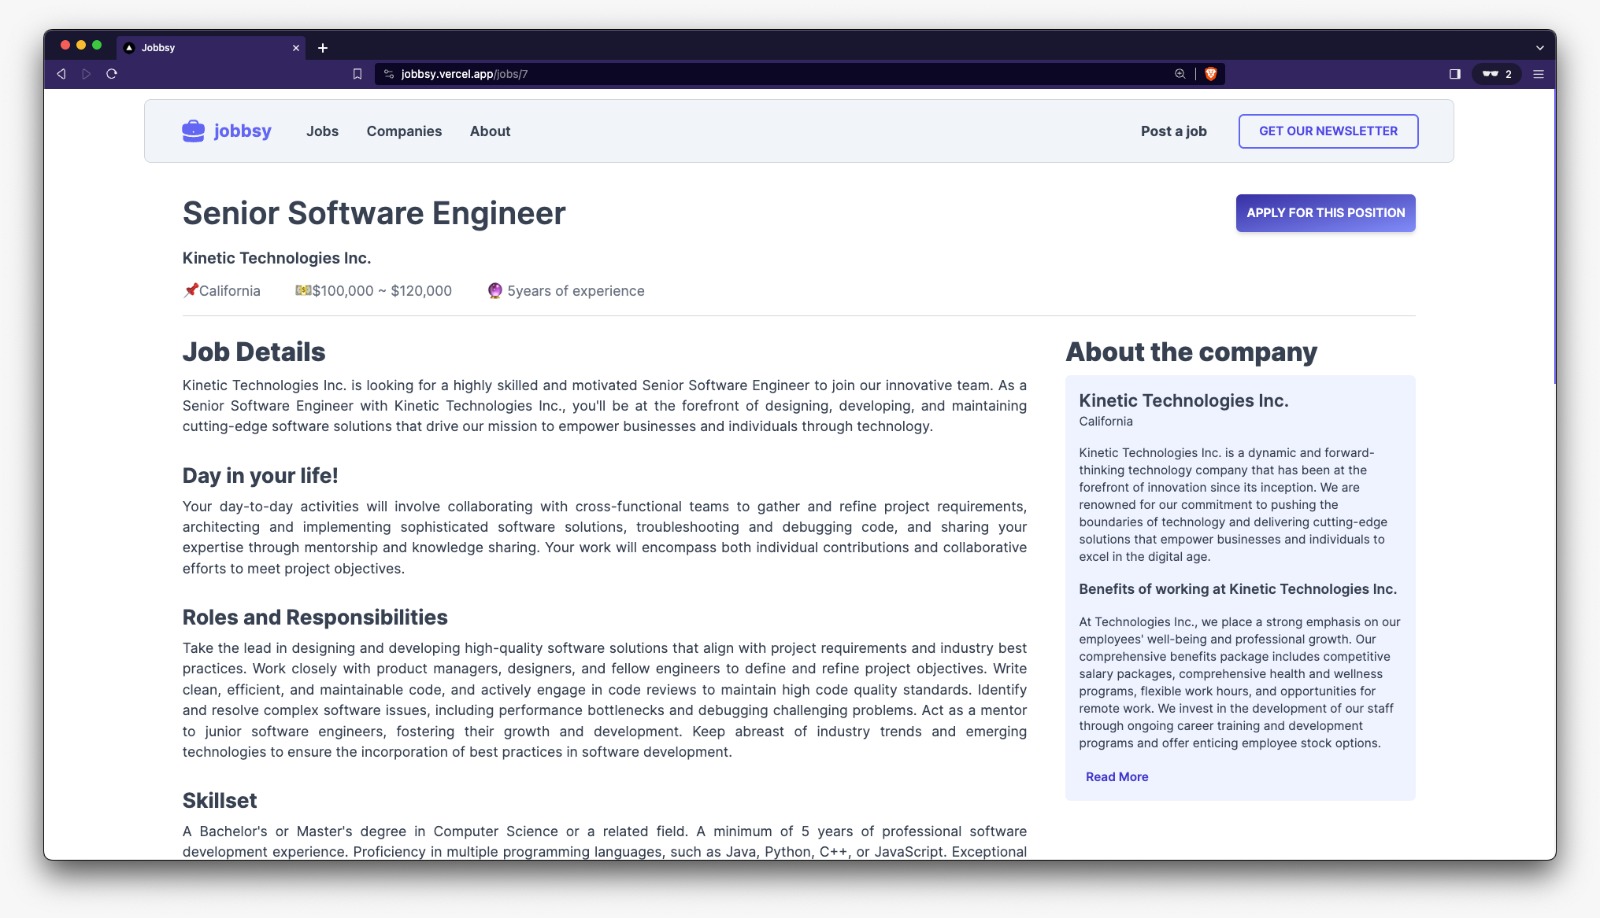 Jobbsy
jobbsy.vercel.app/jobs/7
2
jobbsy
Jobs
Companies
About
Post a job
GET OUR NEWSLETTER
Senior Software Engineer
APPLY FOR THIS POSITION
Kinetic Technologies Inc.
📌California
💵$100,000 ~ $120,000
🔮 5years of experience
Job Details
Kinetic Technologies Inc. is looking for a highly skilled and motivated Senior Software Engineer to join our innovative team. As a
Senior Software Engineer with Kinetic Technologies Inc., you'll be at the forefront of designing, developing, and maintaining
cutting-edge software solutions that drive our mission to empower businesses and individuals through technology.
Day in your life!
Your day-to-day activities will involve collaborating with cross-functional teams to gather and refine project requirements,
architecting and implementing sophisticated software solutions, troubleshooting and debugging code, and sharing your
expertise through mentorship and knowledge sharing. Your work will encompass both individual contributions and collaborative
efforts to meet project objectives.
Roles and Responsibilities
Take the lead in designing and developing high-quality software solutions that align with project requirements and industry best
practices. Work closely with product managers, designers, and fellow engineers to define and refine project objectives. Write
clean, efficient, and maintainable code, and actively engage in code reviews to maintain high code quality standards. Identify
and resolve complex software issues, including performance bottlenecks and debugging challenging problems. Act as a mentor
to junior software engineers, fostering their growth and development. Keep abreast of industry trends and emerging
technologies to ensure the incorporation of best practices in software development.
Skillset
A Bachelor's or Master's degree in Computer Science or a related field. A minimum of 5 years of professional software
development experience. Proficiency in multiple programming languages, such as Java, Python, C++, or JavaScript. Exceptional
About the company
Kinetic Technologies Inc.
California
Kinetic Technologies Inc. is a dynamic and forward-
thinking technology company that has been at the
forefront of innovation since its inception. We are
renowned for our commitment to pushing the
boundaries of technology and delivering cutting-edge
solutions that empower businesses and individuals to
excel in the digital age.
Benefits of working at Kinetic Technologies Inc.
At Technologies Inc., we place a strong emphasis on our
employees' well-being and professional growth. Our
comprehensive benefits package includes competitive
salary packages, comprehensive health and wellness
programs, flexible work hours, and opportunities for
remote work. We invest in the development of our staff
through ongoing career training and development
programs and offer enticing employee stock options.
Read More